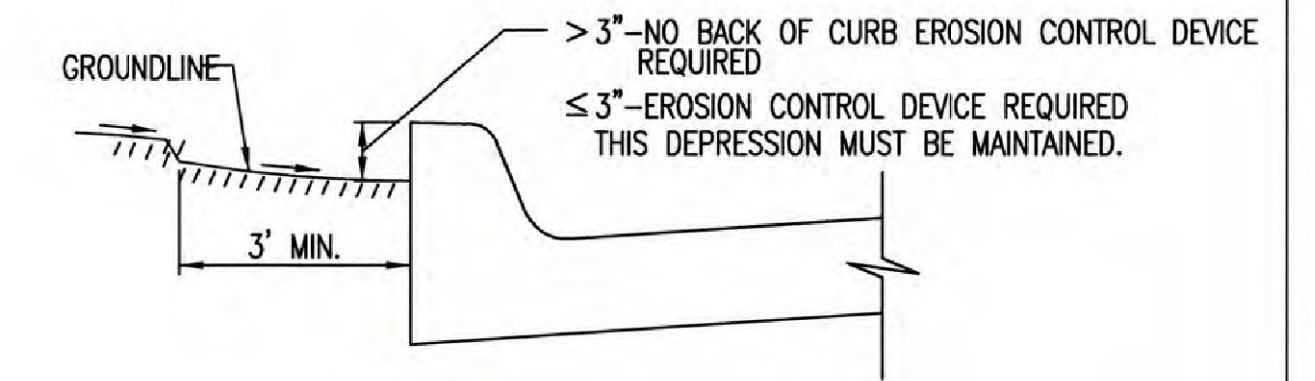 > 3"-NO BACK OF CURB EROSION CONTROL DEVICE
REQUIRED
GROUNDLINE
≤ 3"-EROSION CONTROL DEVICE REQUIRED
THIS DEPRESSION MUST BE MAINTAINED.
3' MIN.